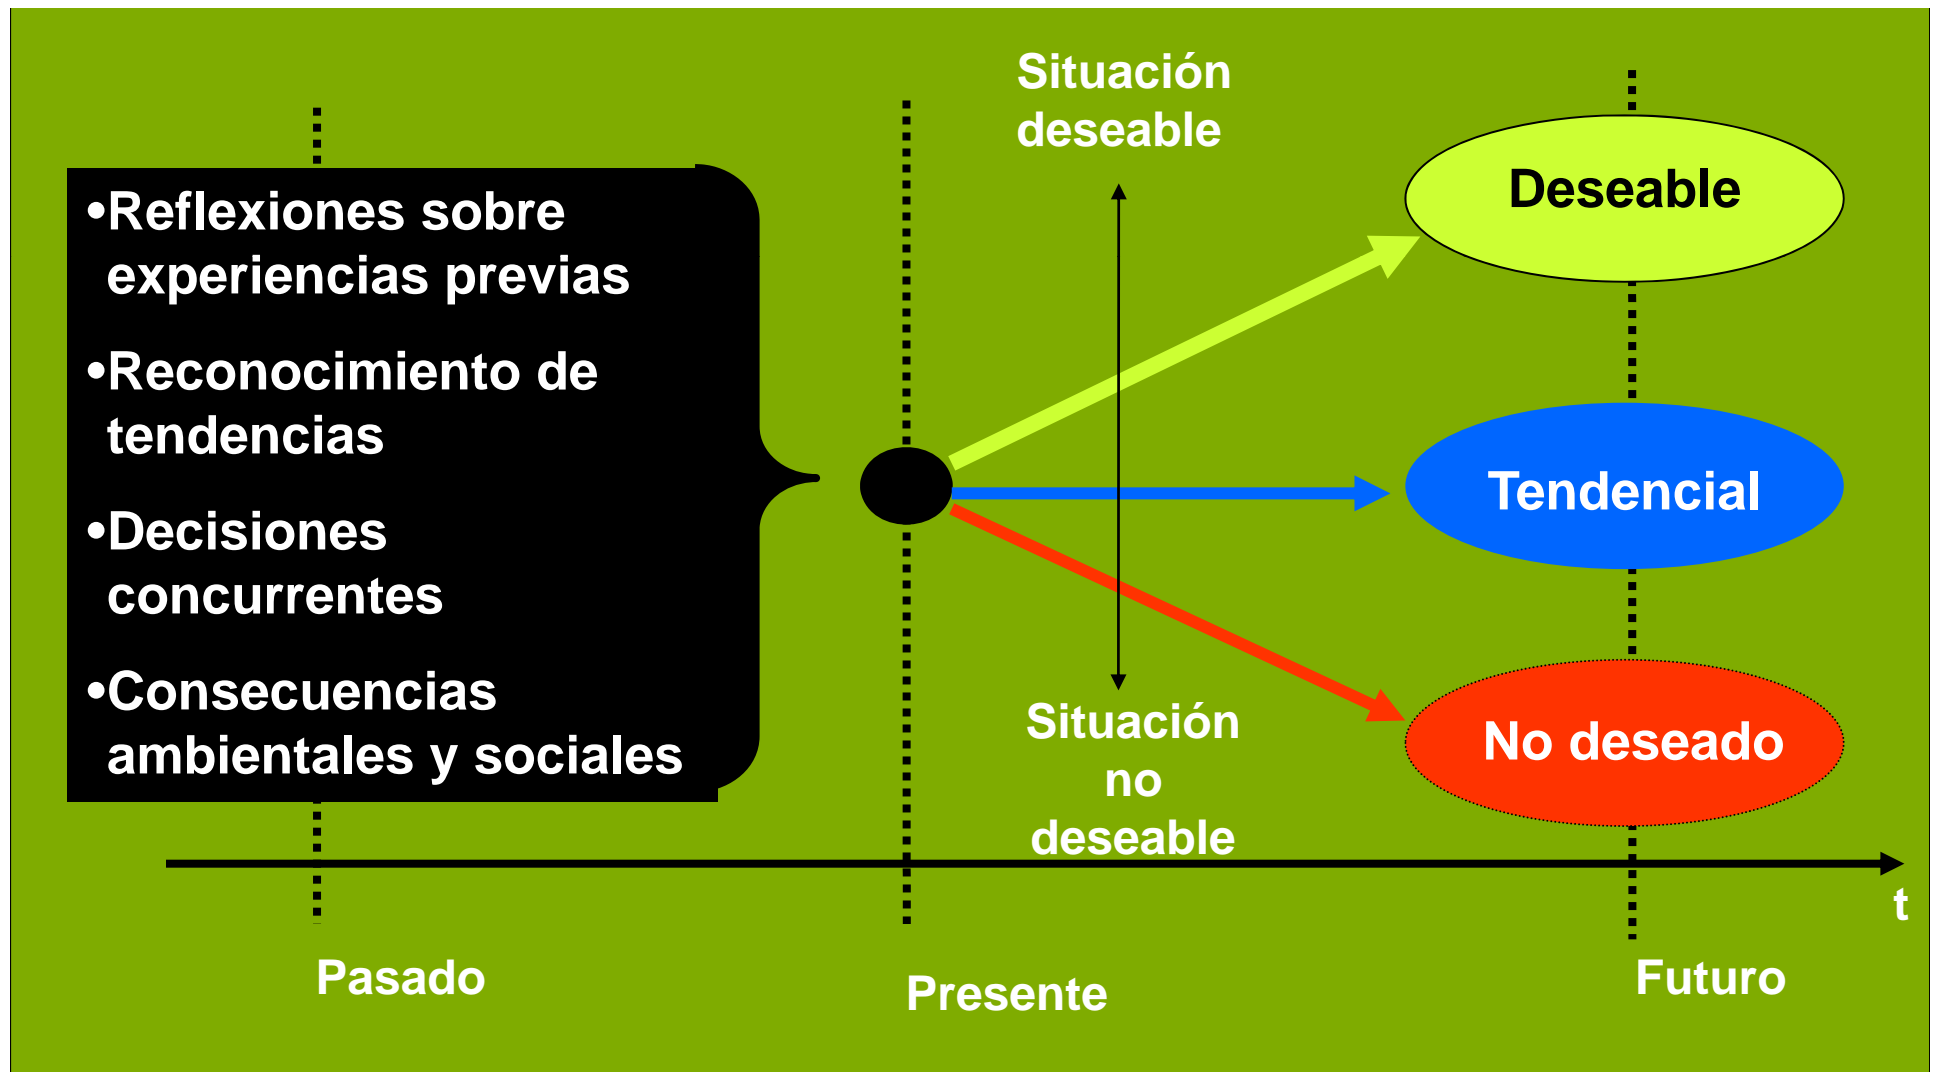 •Reflexiones sobre
experiencias previas
•Reconocimiento de
tendencias
•Decisiones
concurrentes
•Consecuencias
ambientales y sociales
Situación
deseable
Situación
no
deseable
Deseable
Tendencial
No deseado
t
Pasado
Presente
Futuro